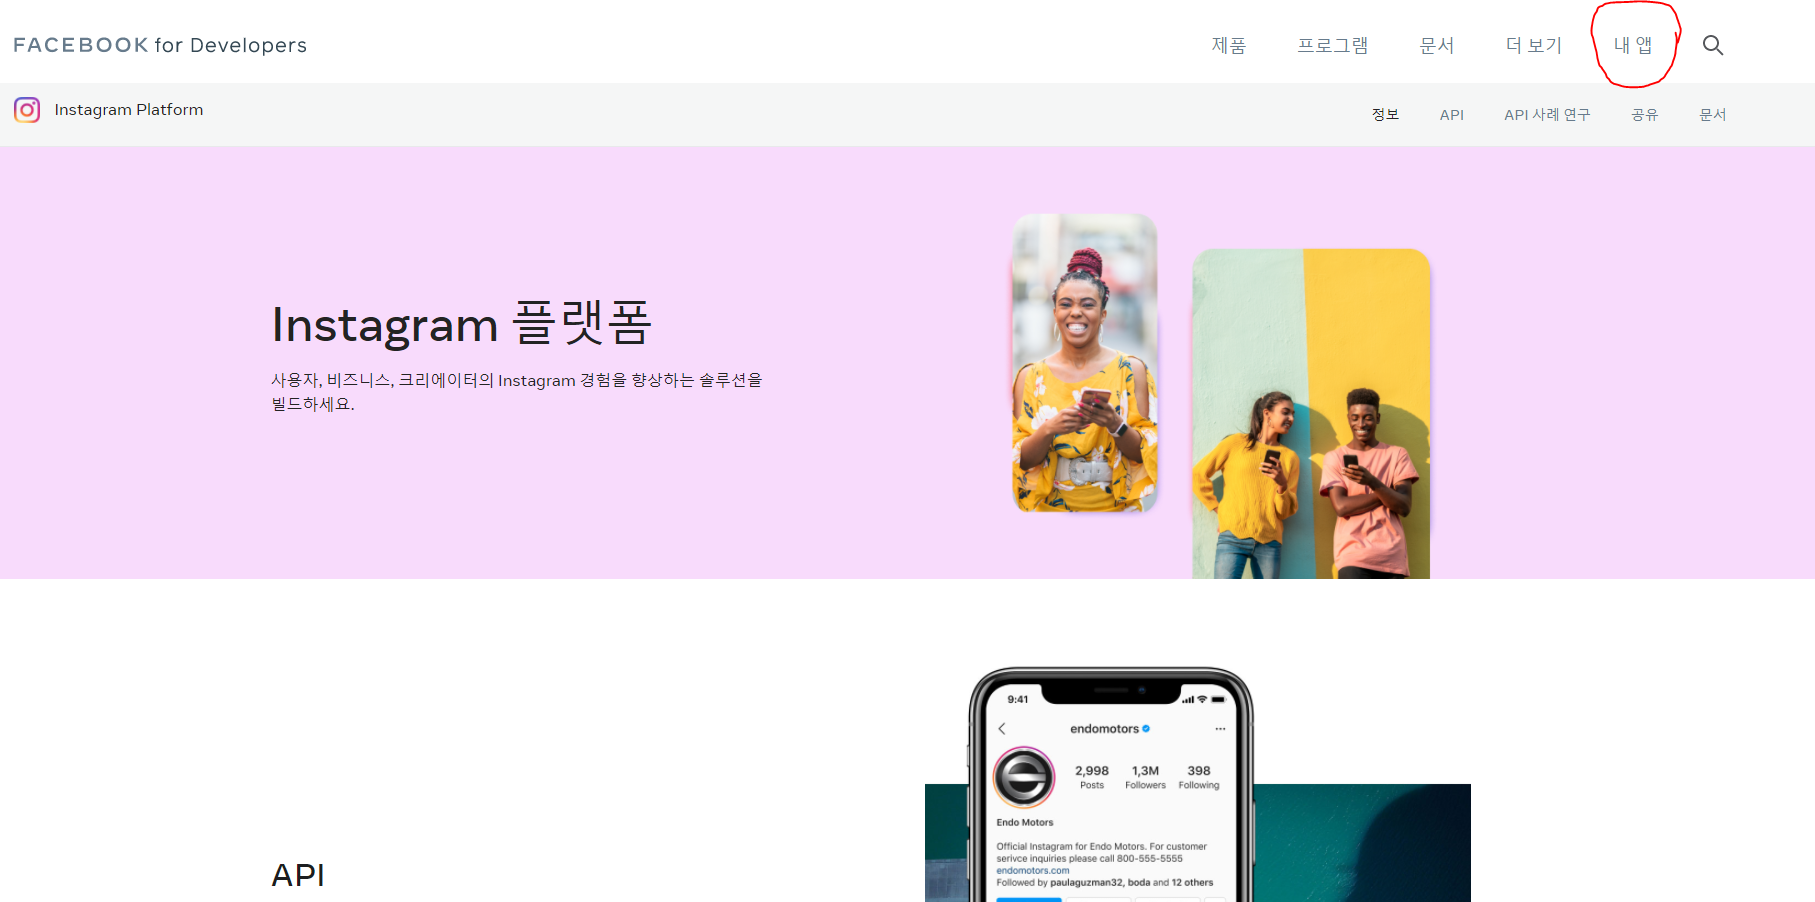 FACEBOOK for Developers
제품 프로그램 문서 더 보기 내 앱
Instagram Platform
정보 API API 사례 연구 공유 문서
Instagram 플랫폼
사용자, 비즈니스, 크리에이터의 Instagram 경험을 향상하는 솔루션을
빌드하세요.
API
9:41
endomotors
2,998 1,3M 398
Posts Followers Following
Endo Motors
Official Instagram for Endo Motors. For customer
serivce inquiries please call 800-555-5555
endomotors.com
Followed by paulaguzman32, boda and 12 others